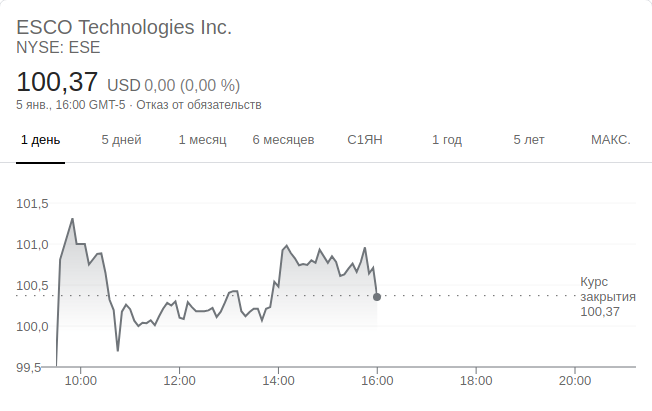 ESCO Technologies Inc.
NYSE: ESE
100,37 USD 0,00 (0,00 %)
5 янв., 16:00 GMT-5 · Отказ от обязательств
1 день 5 дней 1 месяц 6 месяцев С1ЯН 1 год 5 лет МАКС.
101,5
101,0
100,5
100,0
99,5
Курс
закрытия
100,37
10:00 12:00 14:00 16:00 18:00 20:00